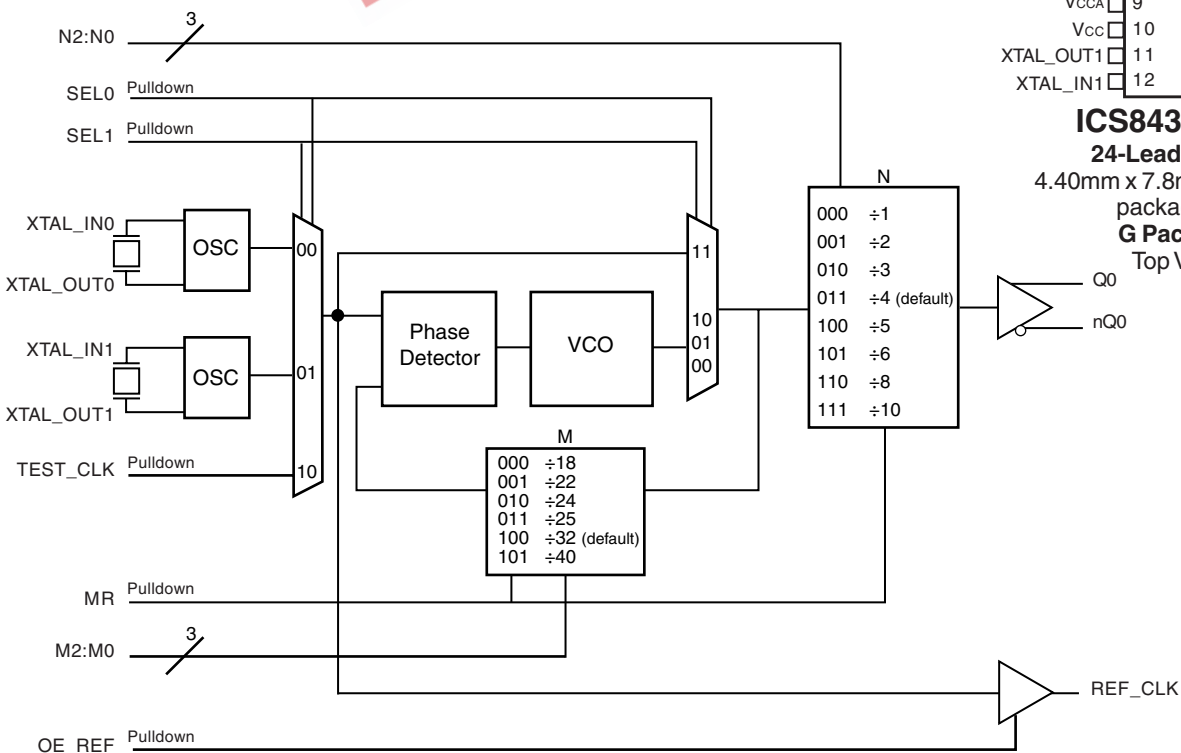 3
N2:N0
SEL0 Pulldown
SEL1 Pulldown
XTAL_IN0
OSC
XTAL_OUT0
XTAL_IN1
OSC
XTAL_OUT1
TEST_CLK Pulldown
00
01
10
Phase
Detector
VCO
11
10
01
00
M
000 ÷18
001 ÷22
010 ÷24
011 ÷25
100 ÷32 (default)
101 ÷40
N
000 ÷1
001 ÷2
010 ÷3
011 ÷4 (default)
100 ÷5
101 ÷6
110 ÷8
111 ÷10
Q0
nQ0
MR Pulldown
3
M2:M0
REF_CLK
OE_REF Pulldown
VCCA 9
VCC 10
XTAL_OUT1 11
XTAL_IN1 12
ICS843
24-Lead
4.40mm x 7.8
packa
G Pac
Top